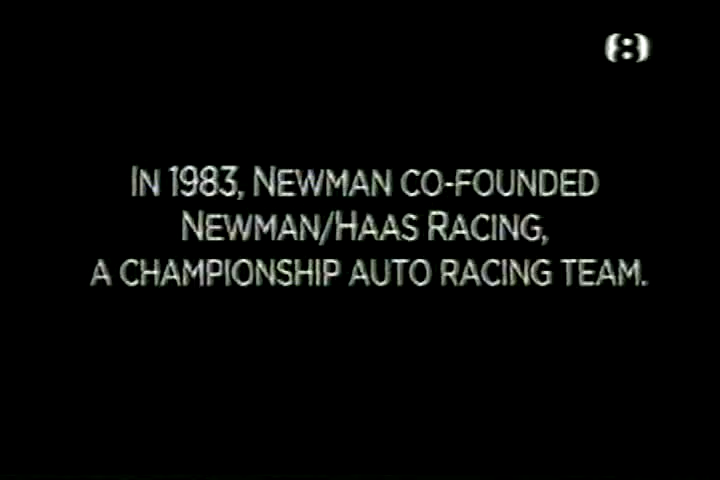 (8)
IN 1983, NEWMAN CO-FOUNDED
NEWMAN/HAAS RACING,
A CHAMPIONSHIP AUTO RACING TEAM.